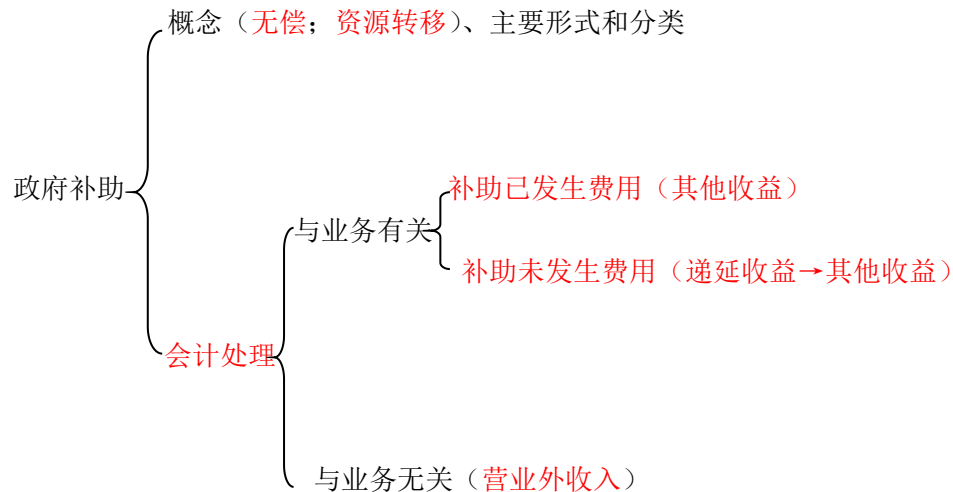 概念（无偿；资源转移）、主要形式和分类
政府补助
补助已发生费用（其他收益）
与业务有关
补助未发生费用（递延收益→其他收益）
会计处理
与业务无关（营业外收入）